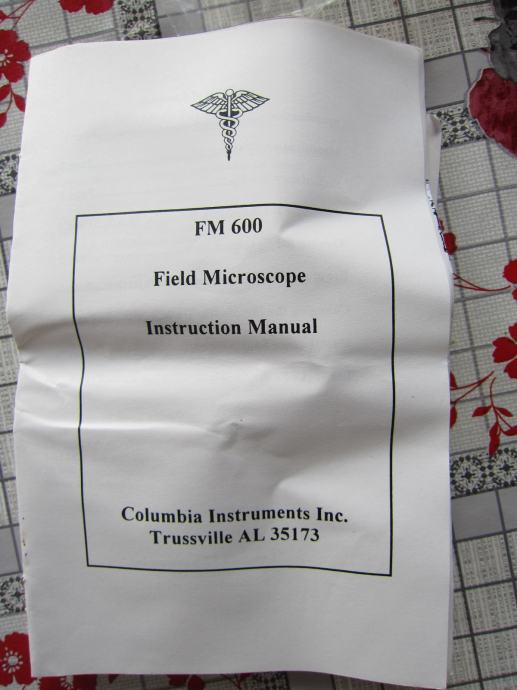 FM 600
Field Microscope
Instruction Manual
Columbia Instruments Inc.
Trussville AL 35173